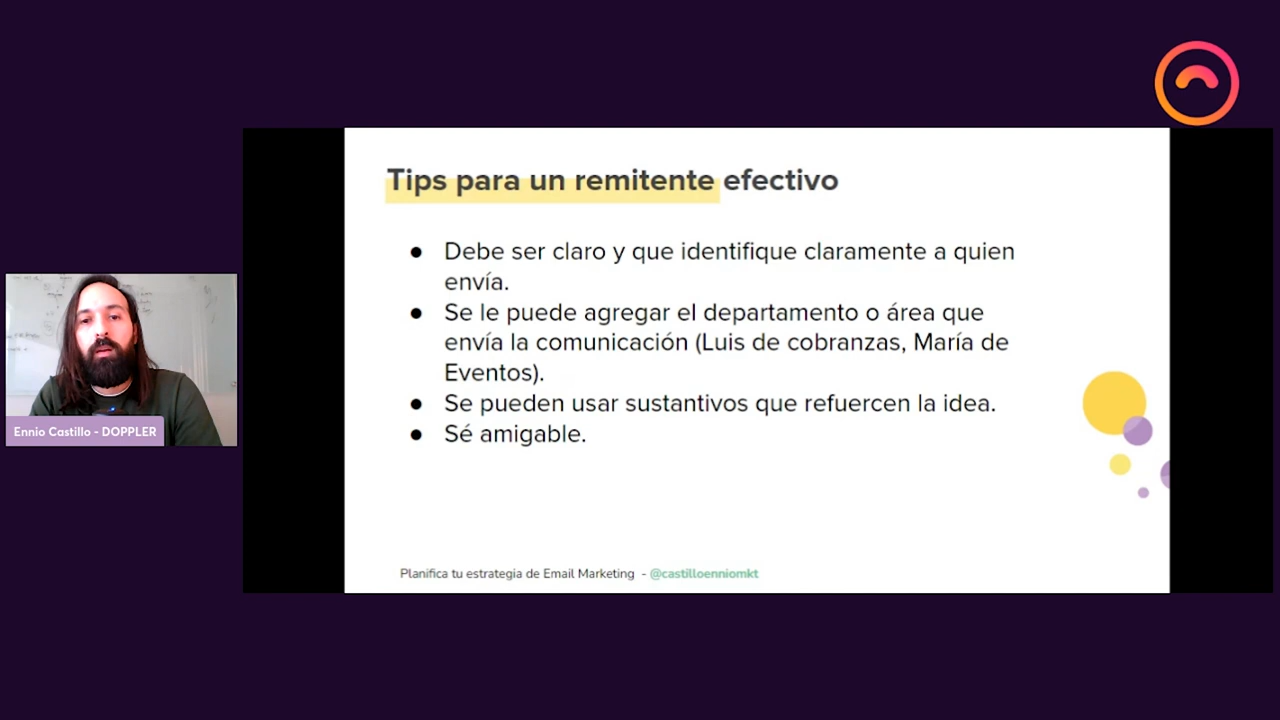 Tips para un remitente efectivo
● Debe ser claro y que identifique claramente a quien
envía.
● Se le puede agregar el departamento o área que
envía la comunicación (Luis de cobranzas, María de
Eventos).
● Se pueden usar sustantivos que refuercen la idea.
● Sé amigable.
Planifica tu estrategia de Email Marketing - @castilloenniomkt
Ennio Castillo - DOPPLER